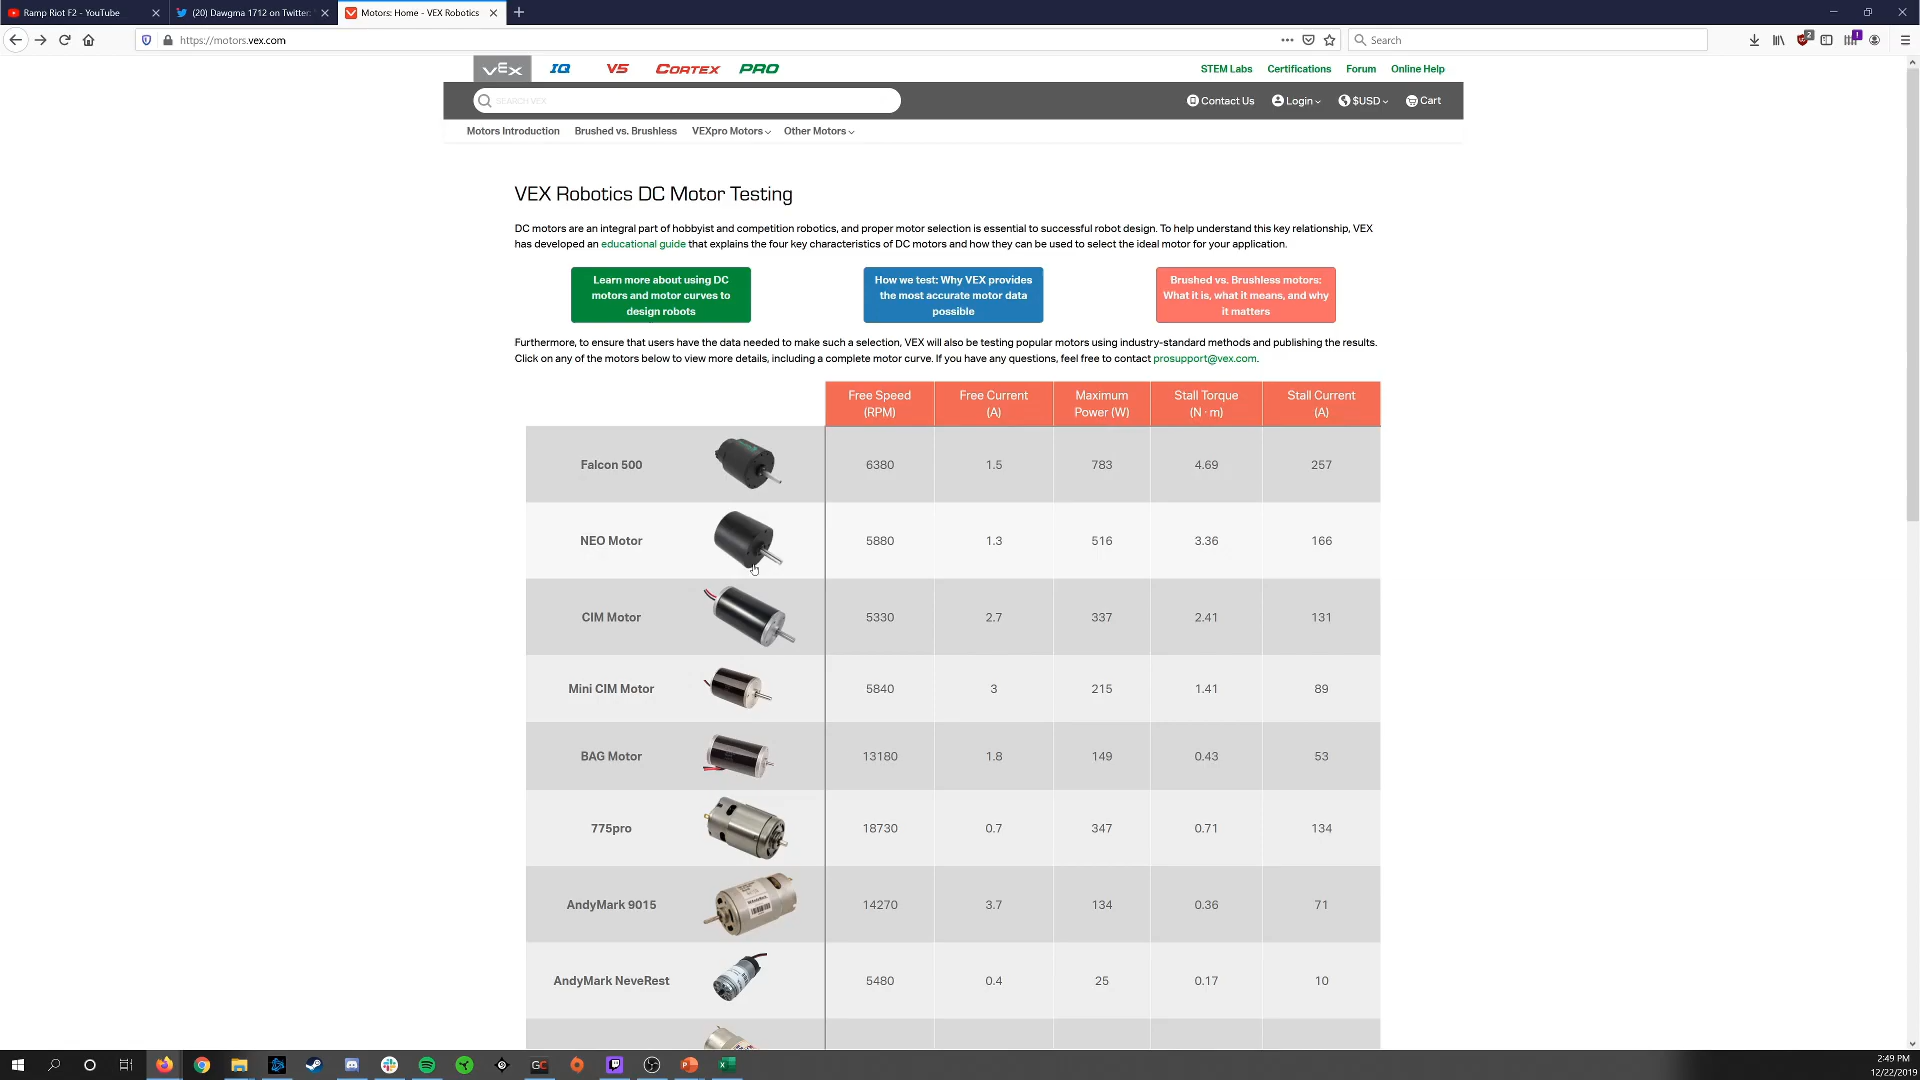 Ramp Riot F2 - YouTube
(20) Dawgma 1712 on Twitter:
Motors: Home - VEX Robotics
https://motors.vex.com
Search
2
1
VEX
IQ
V5
CORTEX
PRO
STEM Labs
Certifications
Forum
Online Help
SEARCH VEX
Contact Us
Login
$USD
Cart
Motors Introduction
Brushed vs. Brushless
VEXpro Motors
Other Motors
VEX Robotics DC Motor Testing
DC motors are an integral part of hobbyist and competition robotics, and proper motor selection is essential to successful robot design. To help understand this key relationship, VEX
has developed an educational guide that explains the four key characteristics of DC motors and how they can be used to select the ideal motor for your application.
Learn more about using DC
motors and motor curves to
design robots
How we test: Why VEX provides
the most accurate motor data
possible
Brushed vs. Brushless motors:
What it is, what it means, and why
it matters
Furthermore, to ensure that users have the data needed to make such a selection, VEX will also be testing popular motors using industry-standard methods and publishing the results.
Click on any of the motors below to view more details, including a complete motor curve. If you have any questions, feel free to contact prosupport@vex.com.
Free Speed (RPM) Free Current (A) Maximum Power (W) Stall Torque (N · m) Stall Current (A)
Falcon 500 6380 1.5 783 4.69 257
NEO Motor 5880 1.3 516 3.36 166
CIM Motor 5330 2.7 337 2.41 131
Mini CIM Motor 5840 3 215 1.41 89
BAG Motor 13180 1.8 149 0.43 53
775pro 18730 0.7 347 0.71 134
AndyMark 9015 14270 3.7 134 0.36 71
AndyMark NeveRest 5480 0.4 25 0.17 10
GC
2:49 PM
12/22/2019